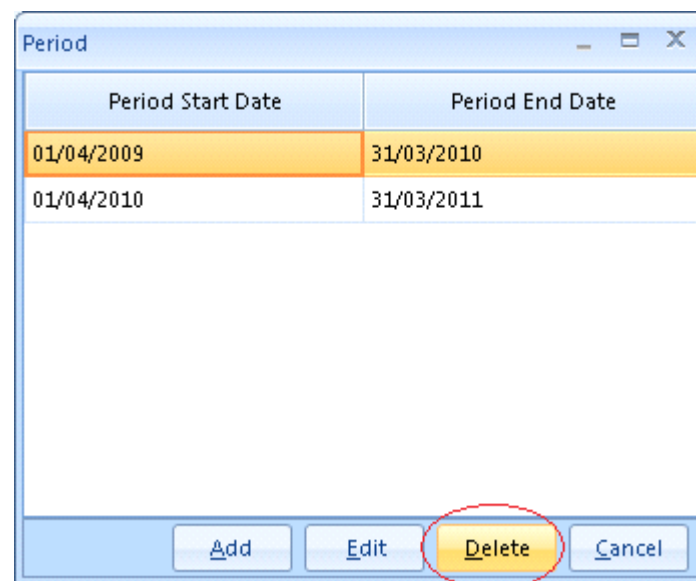 Period
Period Start Date Period End Date
01/04/2009 31/03/2010
01/04/2010 31/03/2011
Add Edit Delete Cancel